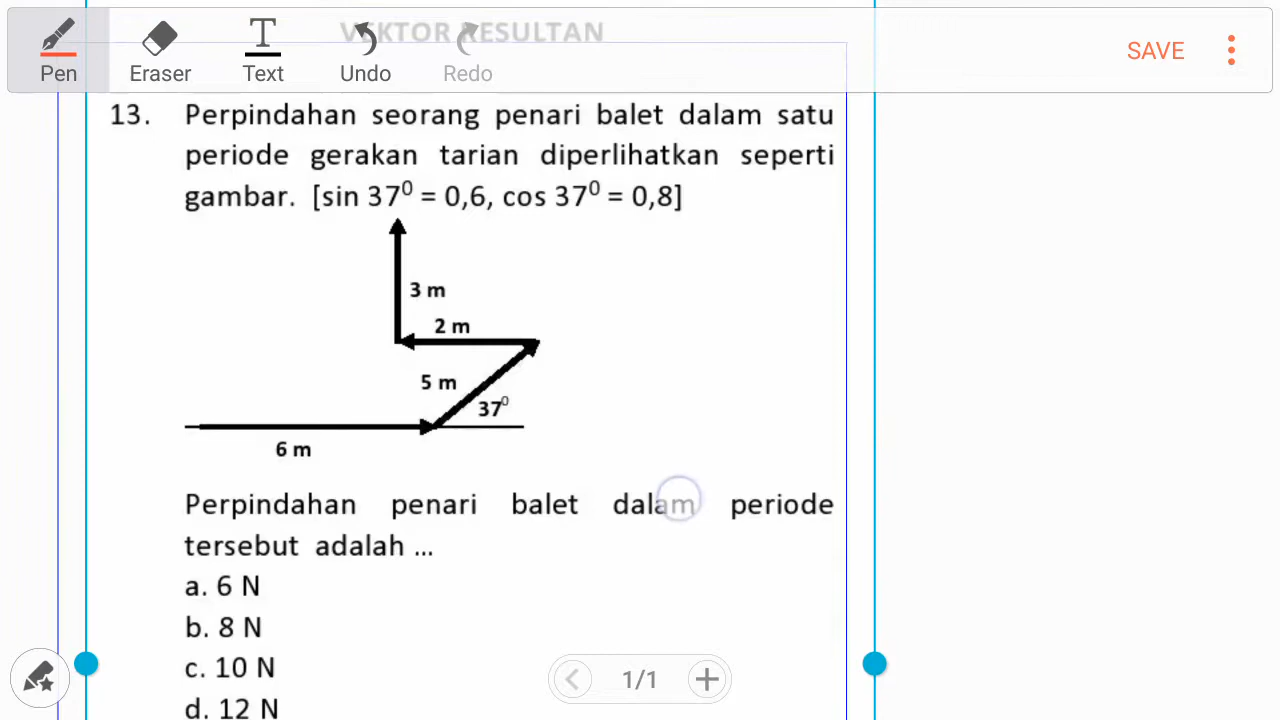 VEKTOR RESULTAN
Pen
Eraser
Text
Undo
Redo
SAVE
13. Perpindahan seorang penari balet dalam satu
periode gerakan tarian diperlihatkan seperti
gambar. [sin 37⁰ = 0,6, cos 37⁰ = 0,8]
3 m
2 m
5 m
37⁰
6 m
Perpindahan penari balet dalam periode
tersebut adalah ...
a. 6 N
b. 8 N
c. 10 N
d. 12 N
1/1